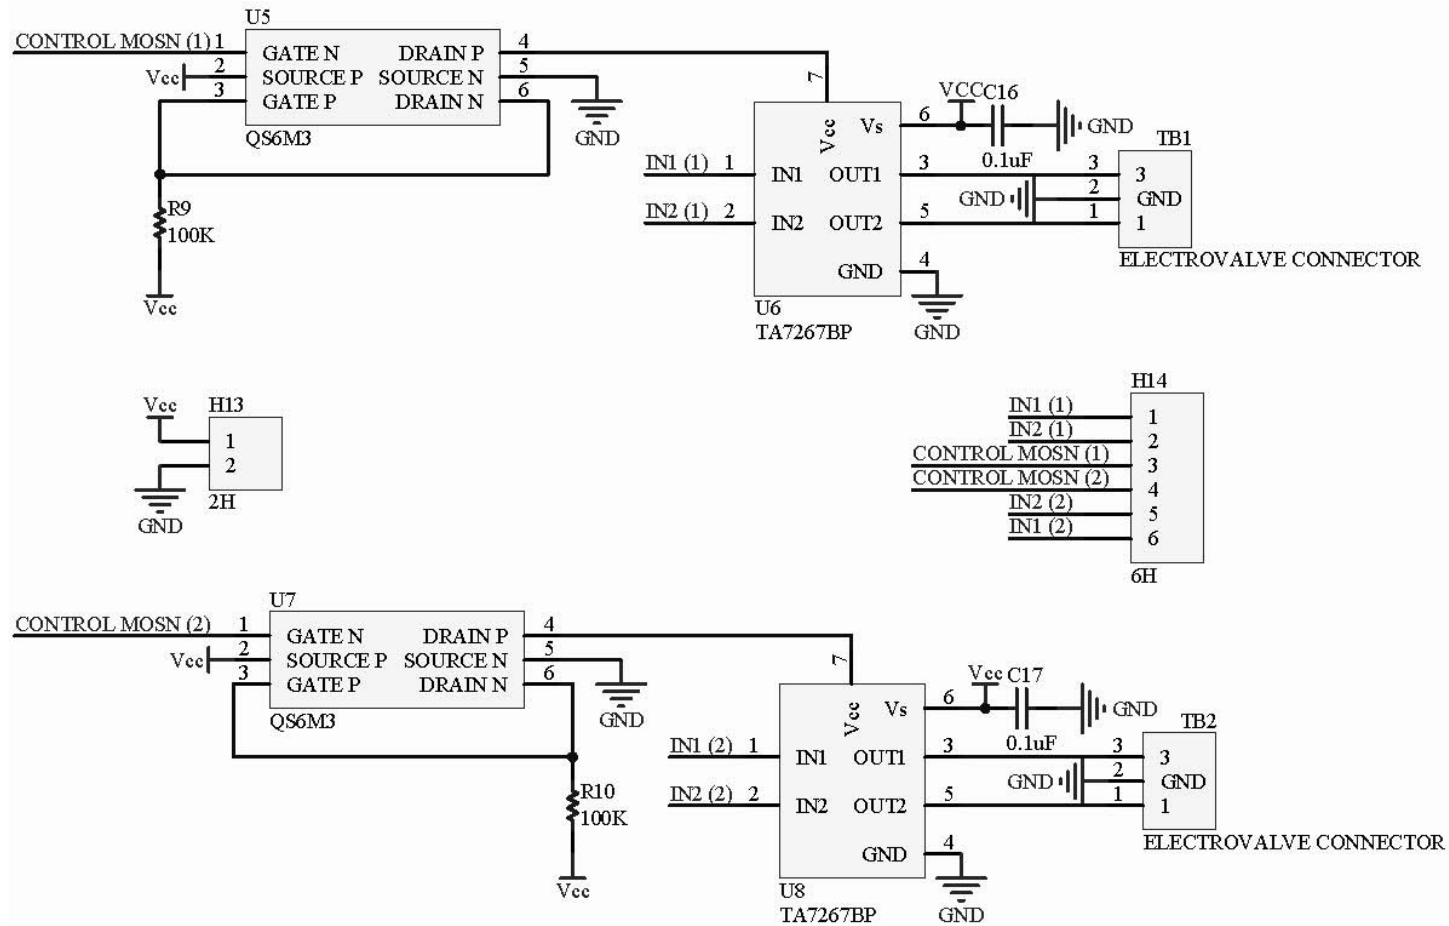 U5
CONTROL MOSN (1) 1 GATE N DRAIN P 4
Vcc 2 SOURCE P SOURCE N 5
3 GATE P DRAIN N 6
QS6M3
GND
R9
100K
Vcc
7
VCC C16
Vcc Vs 6
GND
0.1uF
TB1
IN1 (1) 1 IN1 OUT1 3 3 3
GND 2 GND
IN2 (1) 2 IN2 OUT2 5 1 1
ELECTROVALVE CONNECTOR
GND 4
GND
U6
TA7267BP
Vcc H13
1
2
GND
2H
H14
IN1 (1) 1
IN2 (1) 2
CONTROL MOSN (1) 3
CONTROL MOSN (2) 4
IN2 (2) 5
IN1 (2) 6
6H
U7
CONTROL MOSN (2) 1 GATE N DRAIN P 4
Vcc 2 SOURCE P SOURCE N 5
3 GATE P DRAIN N 6
QS6M3
GND
R10
100K
Vcc
7
Vcc C17
Vcc Vs 6
GND
0.1uF
TB2
IN1 (2) 1 IN1 OUT1 3 3 3
GND 2 GND
IN2 (2) 2 IN2 OUT2 5 1 1
ELECTROVALVE CONNECTOR
GND 4
GND
U8
TA7267BP